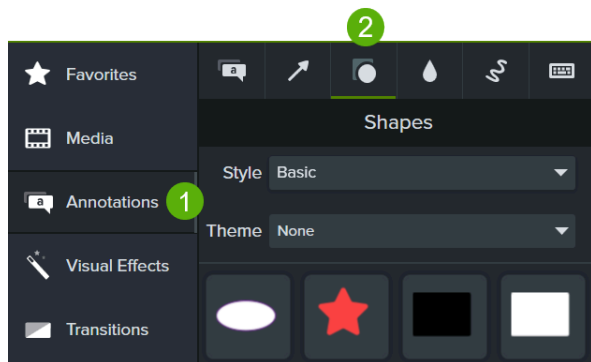 2
Favorites
a
Shapes
Media
Style Basic
a Annotations 1
Theme None
Visual Effects
Transitions